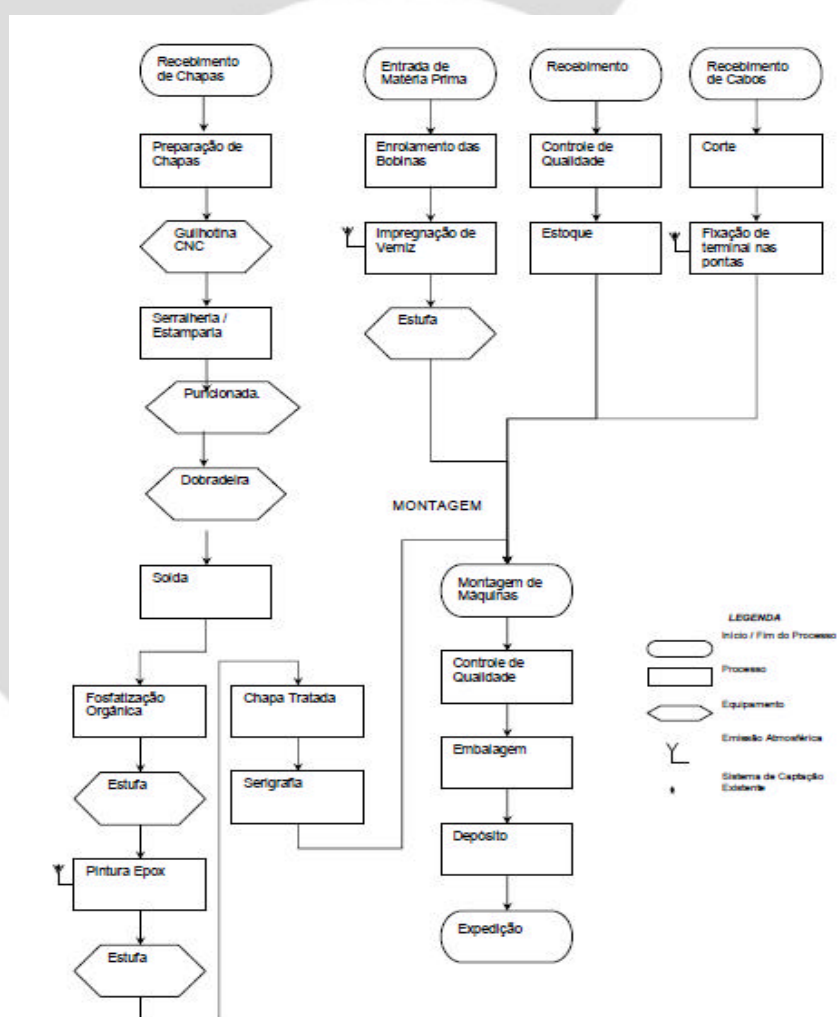 Recebimento
de Chapas
Entrada de
Matéria Prima
Recebimento
Recebimento
de Cabos
Preparação de
Chapas
Enrolamento das
Bobinas
Controle de
Qualidade
Corte
Guilhotina
CNC
Impregnação de
Verniz
Estoque
Fixação de
terminal nas
pontas
Serralheria /
Estamparia
Estufa
Puncionada.
Dobradeira
MONTAGEM
Solda
Montagem de
Máquinas
LEGENDA
Início / Fim do Processo
Processo
Equipamento
Emissão Atmosférica
Sistema de Captação
Existente
Fosfatização
Orgânica
Chapa Tratada
Controle de
Qualidade
Estufa
Serigrafia
Embalagem
Pintura Epox
Depósito
Estufa
Expedição